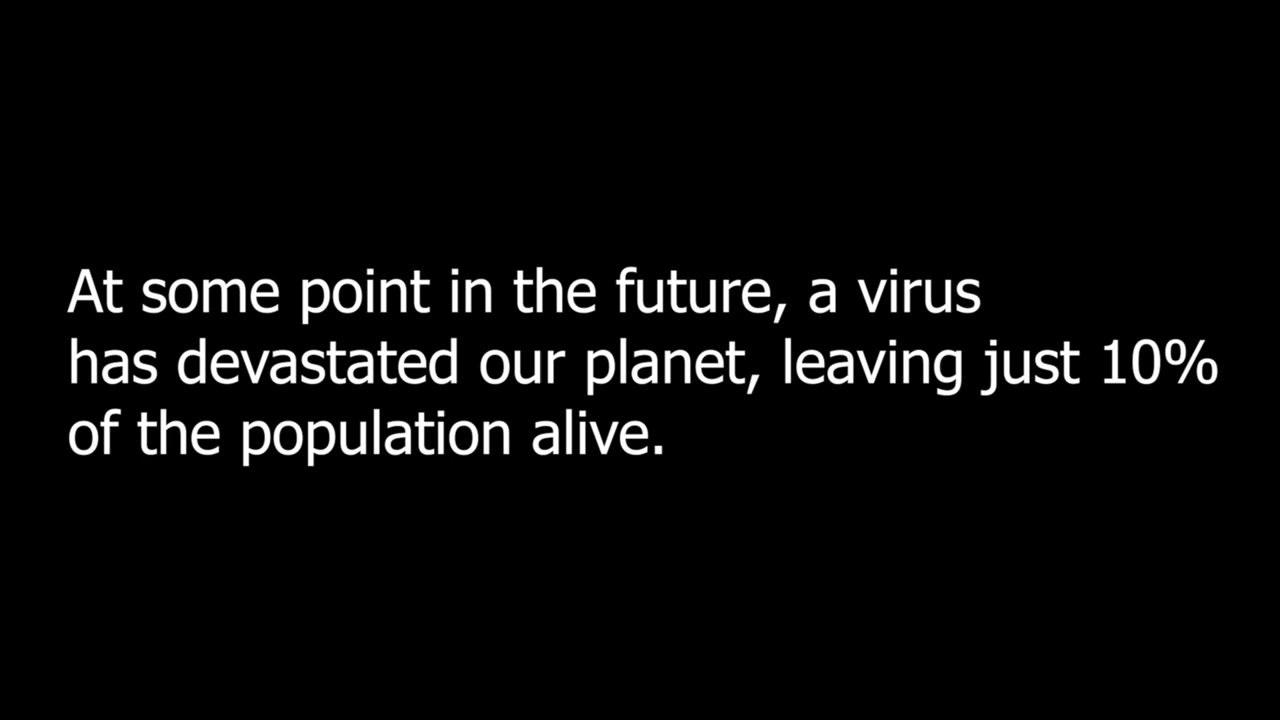 At some point in the future, a virus
has devastated our planet, leaving just 10%
of the population alive.